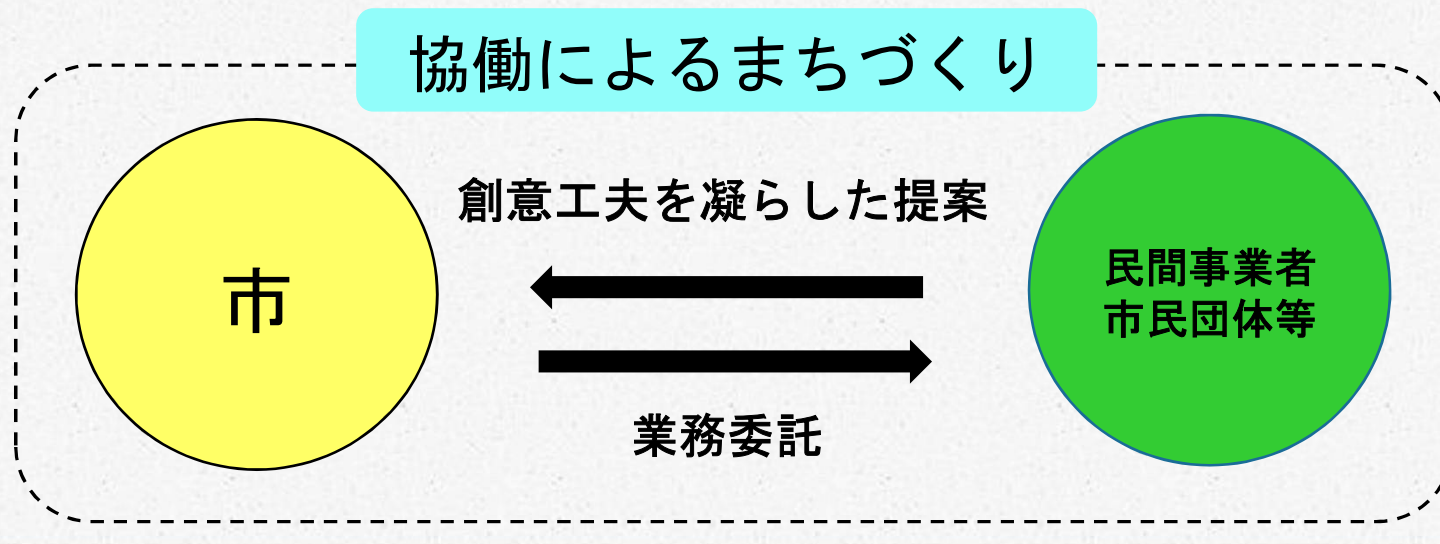 協働によるまちづくり
創意工夫を凝らした提案
市
民間事業者
市民団体等
業務委託